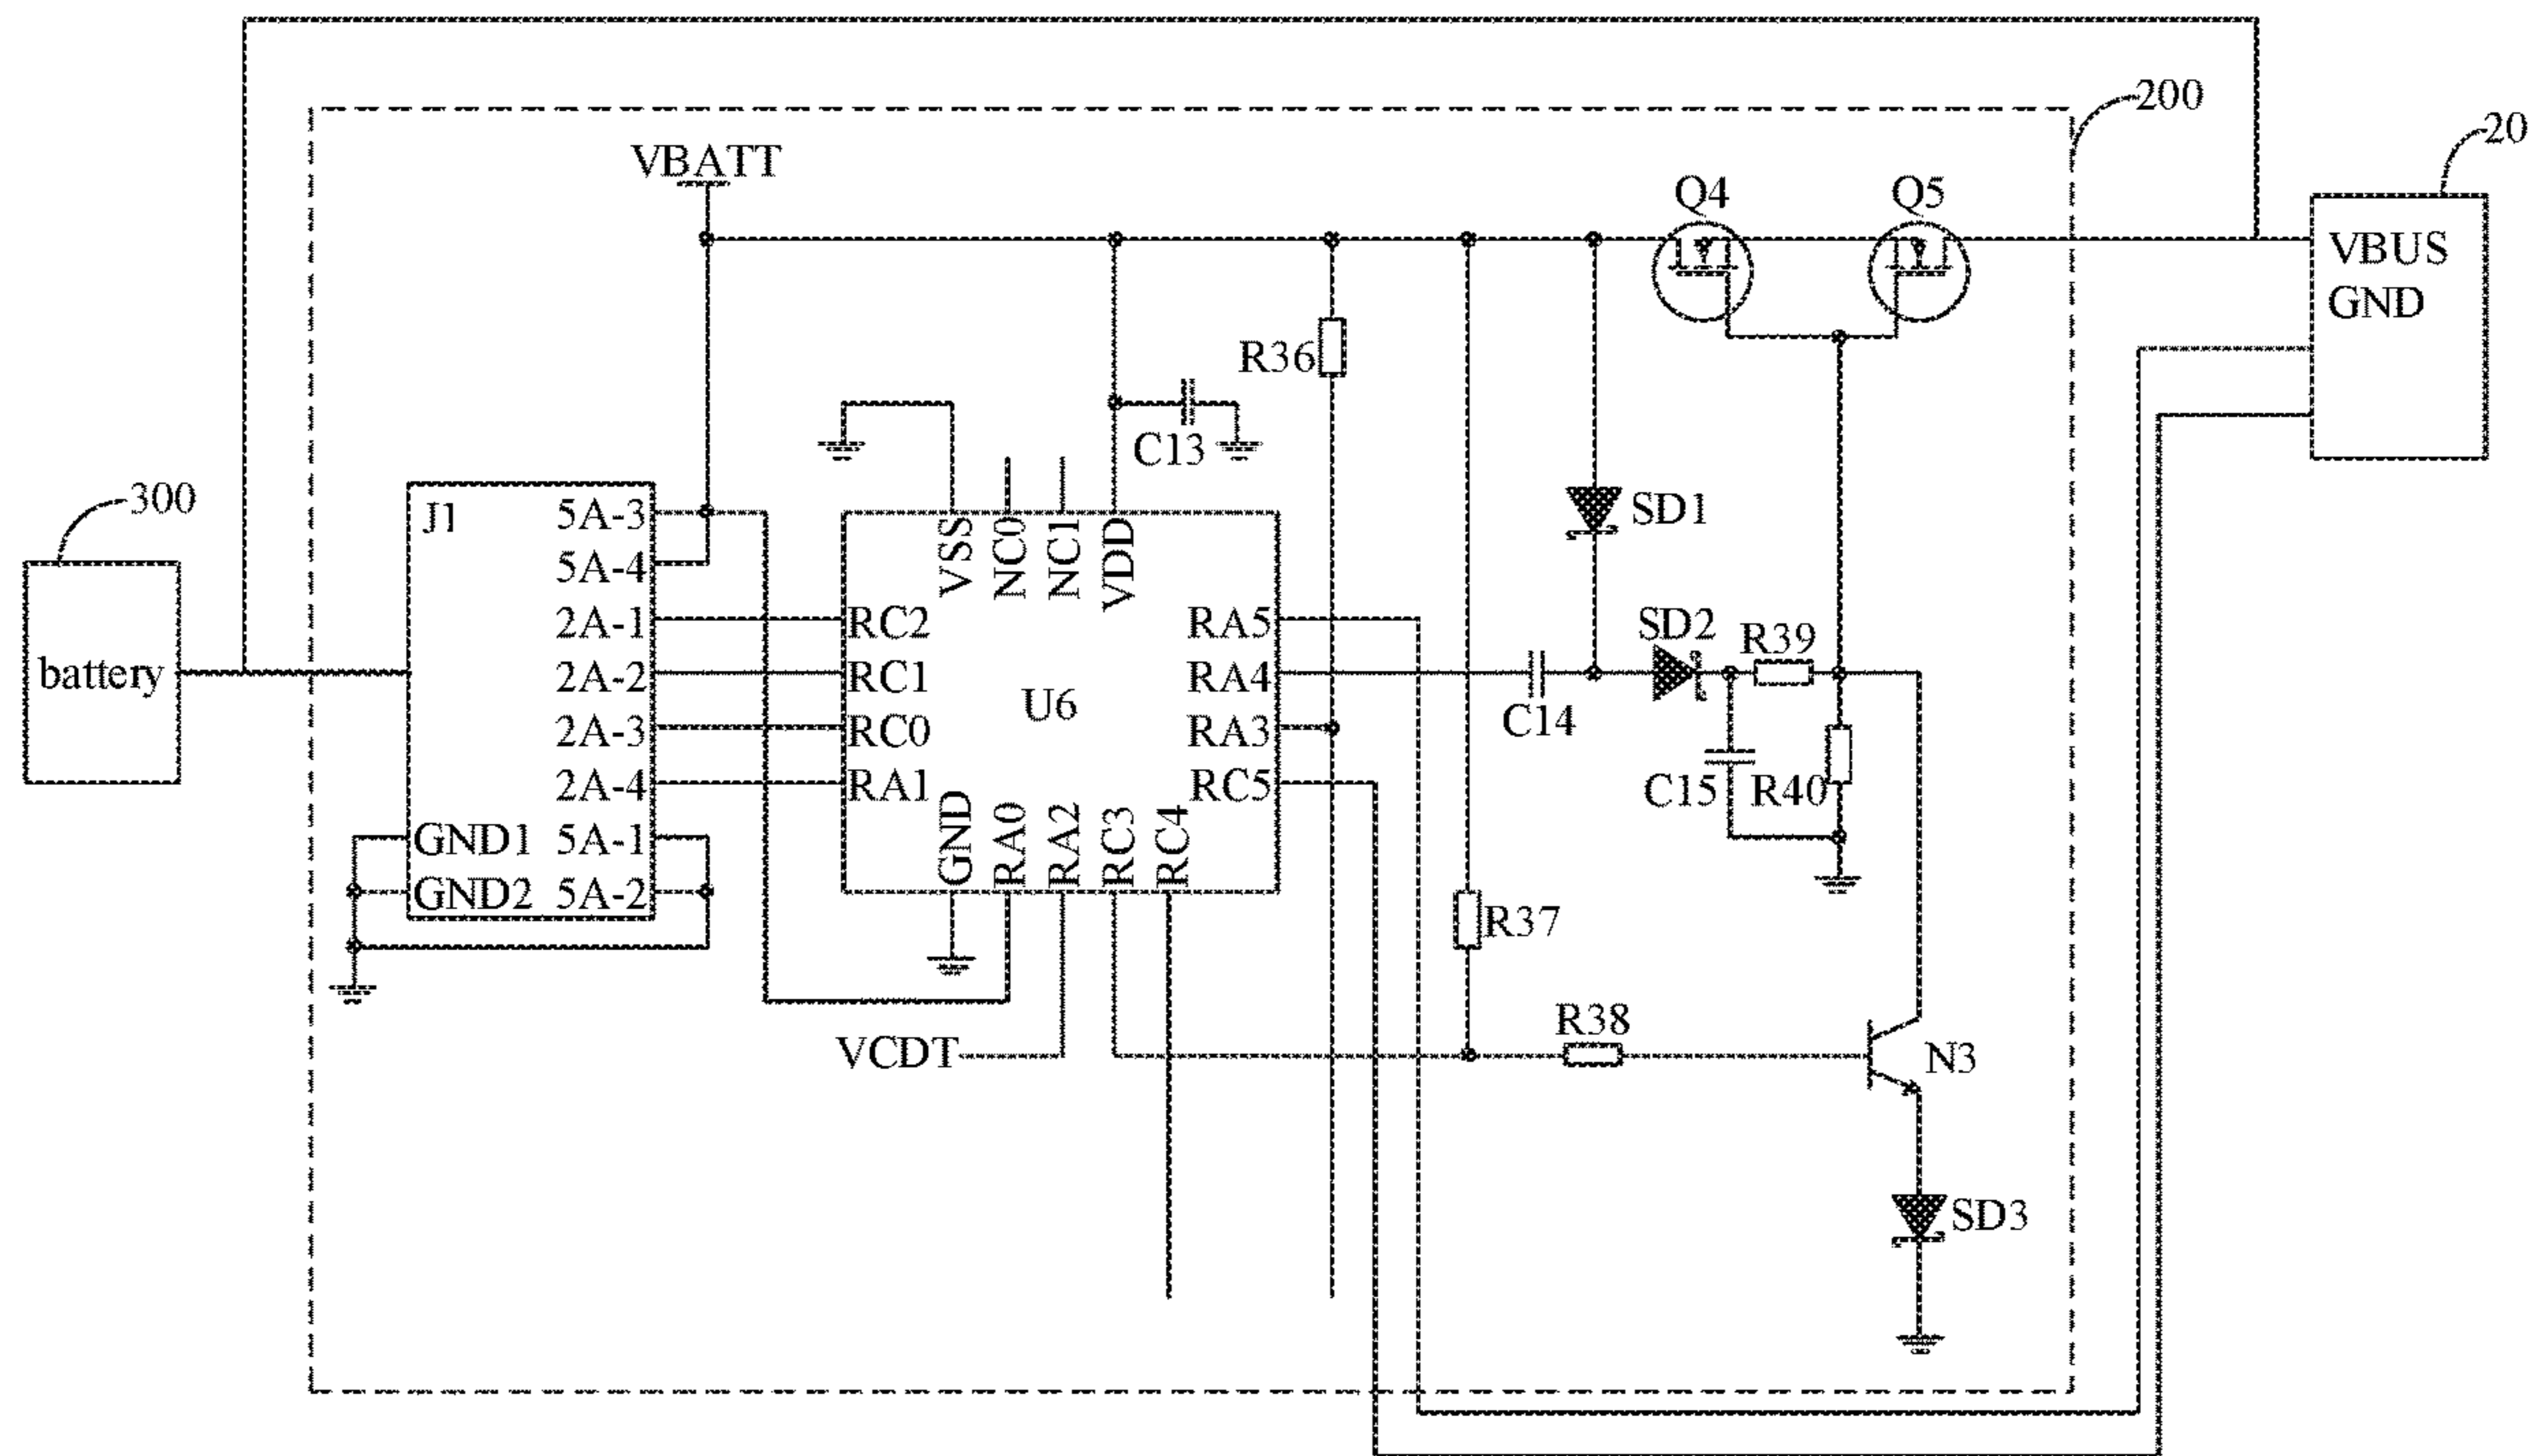 200
20
VBATT
Q4
Q5
VBUS
GND
R36
C13
300
J1
5A-3
5A-4
2A-1
2A-2
2A-3
2A-4
5A-1
5A-2
GND1
GND2
battery
VSS
NC0
NC1
VDD
RC2
RC1
RC0
RA1
U6
RA5
RA4
RA3
RC5
GND
RA0
RA2
RC3
RC4
SD1
SD2
R39
C14
C15
R40
R37
VCDT
R38
N3
SD3